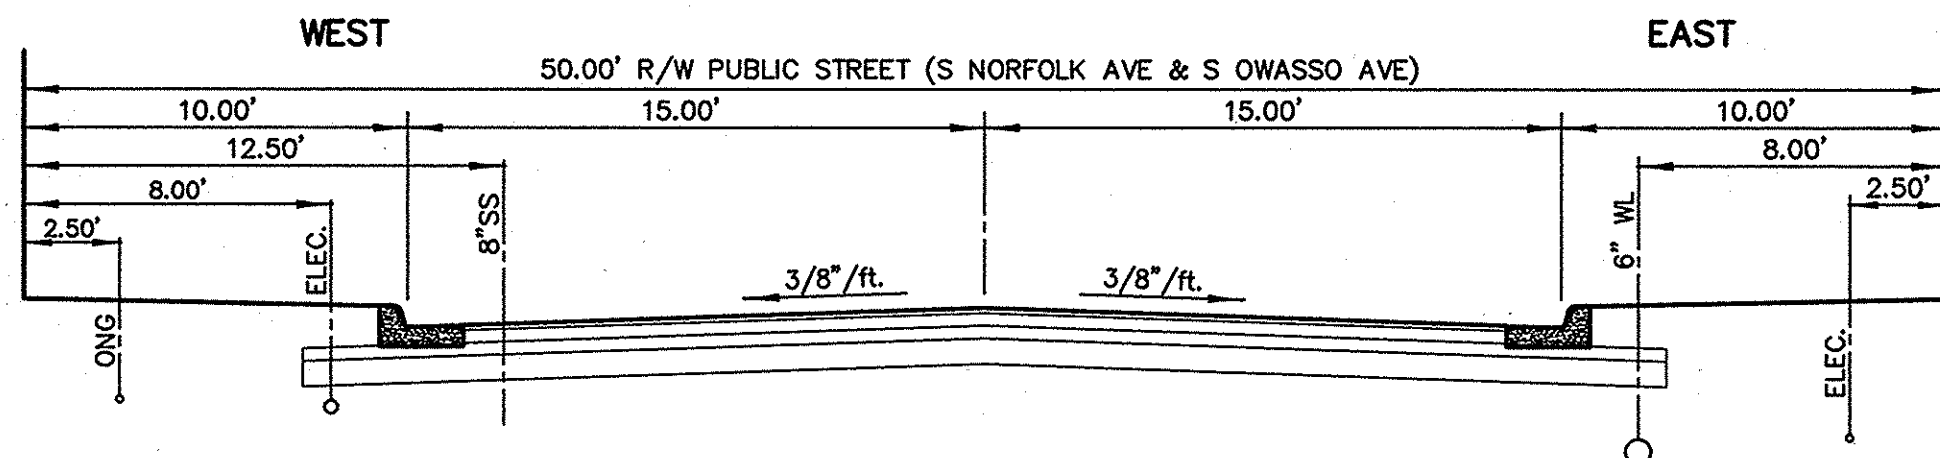 WEST
EAST
50.00' R/W PUBLIC STREET (S NORFOLK AVE & S OWASSO AVE)
10.00'
15.00'
15.00'
10.00'
12.50'
8.00'
8.00'
2.50'
2.50'
ONG
ELEC.
8"SS
3/8"/ft.
3/8"/ft.
6" WL
ELEC.